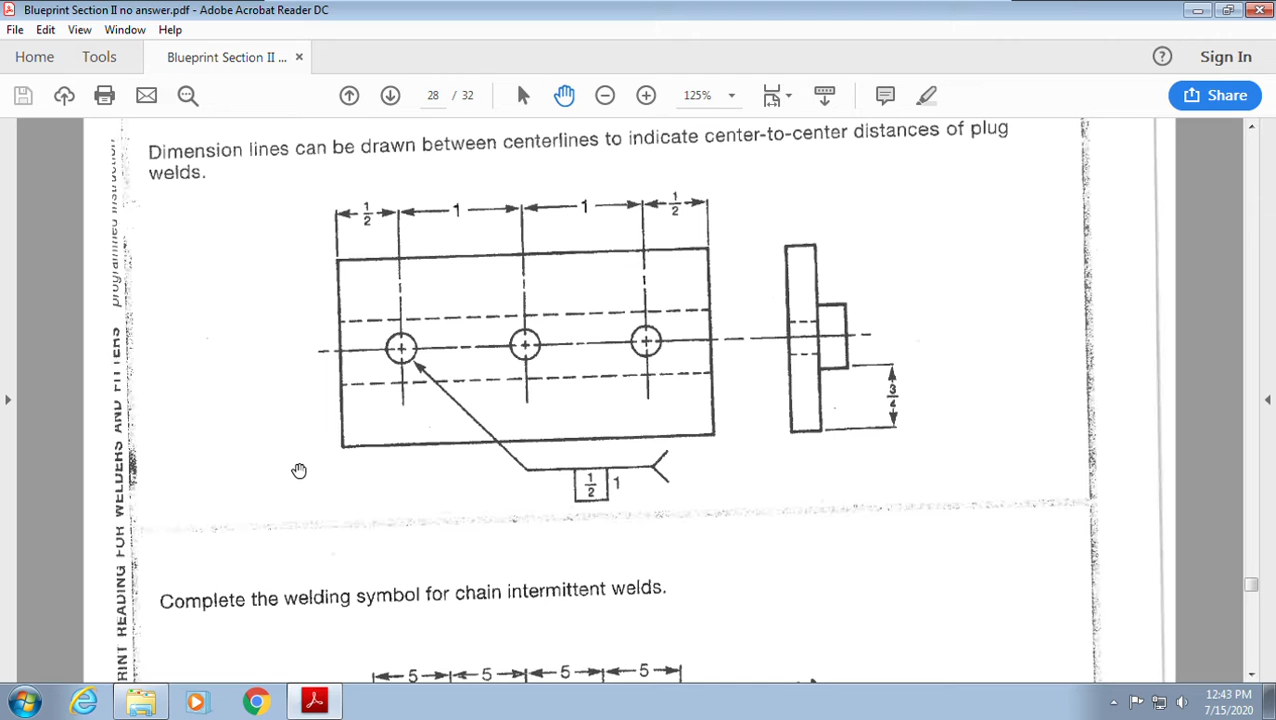 Blueprint Section II no answer.pdf - Adobe Acrobat Reader DC
File Edit View Window Help
Home Tools Blueprint Section II ... × ? Sign In
28 / 32 125% Share
Dimension lines can be drawn between centerlines to indicate center-to-center distances of plug
welds.
1/2 1 1 1/2
3/4
1/2 1
RINT READING FOR WELDERS AND FITTERS programmed instruction
Complete the welding symbol for chain intermittent welds.
5 5 5 5
12:43 PM
7/15/2020